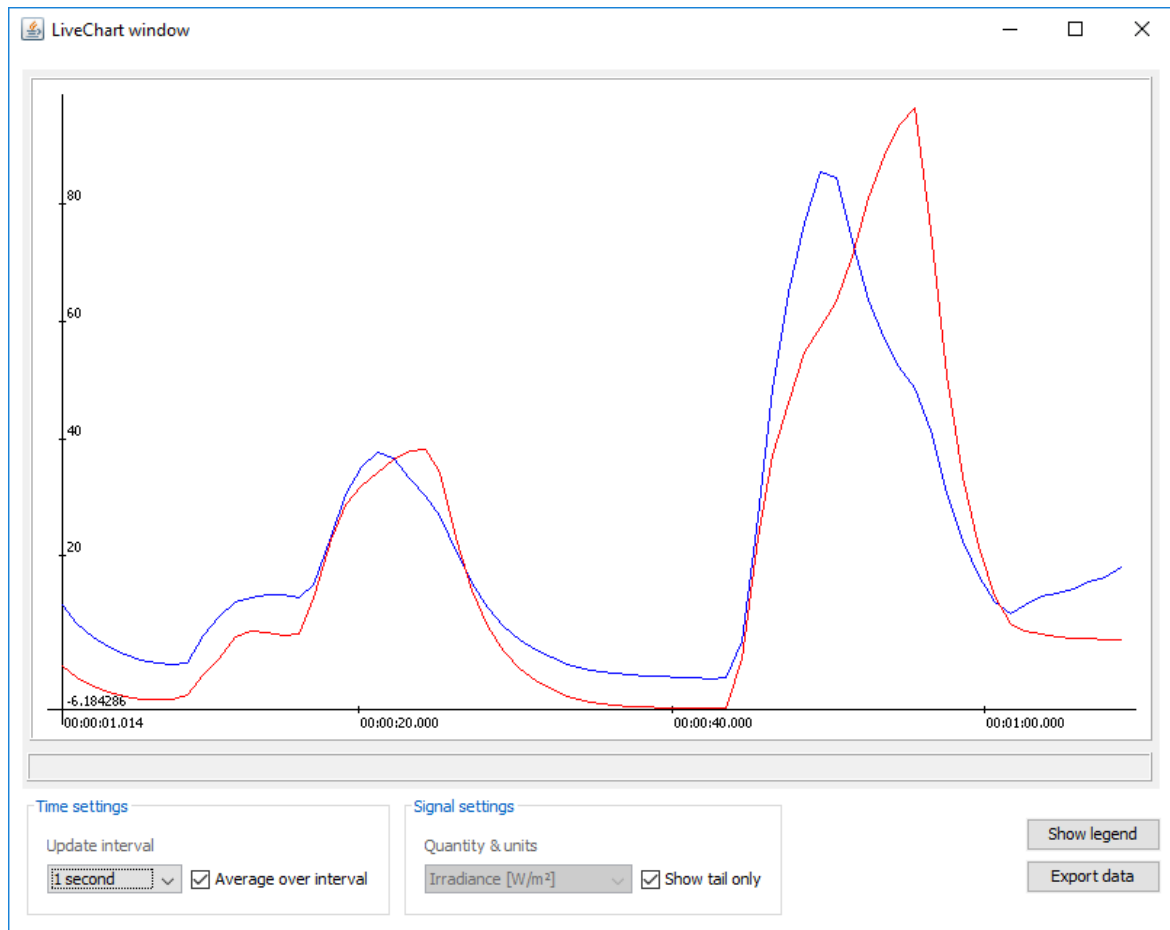 LiveChart window
80
60
40
20
-6.184286
00:00:01.014 00:00:20.000 00:00:40.000 00:01:00.000
Time settings
Update interval
1 second Average over interval
Signal settings
Quantity & units
Irradiance [W/m²] Show tail only
Show legend
Export data